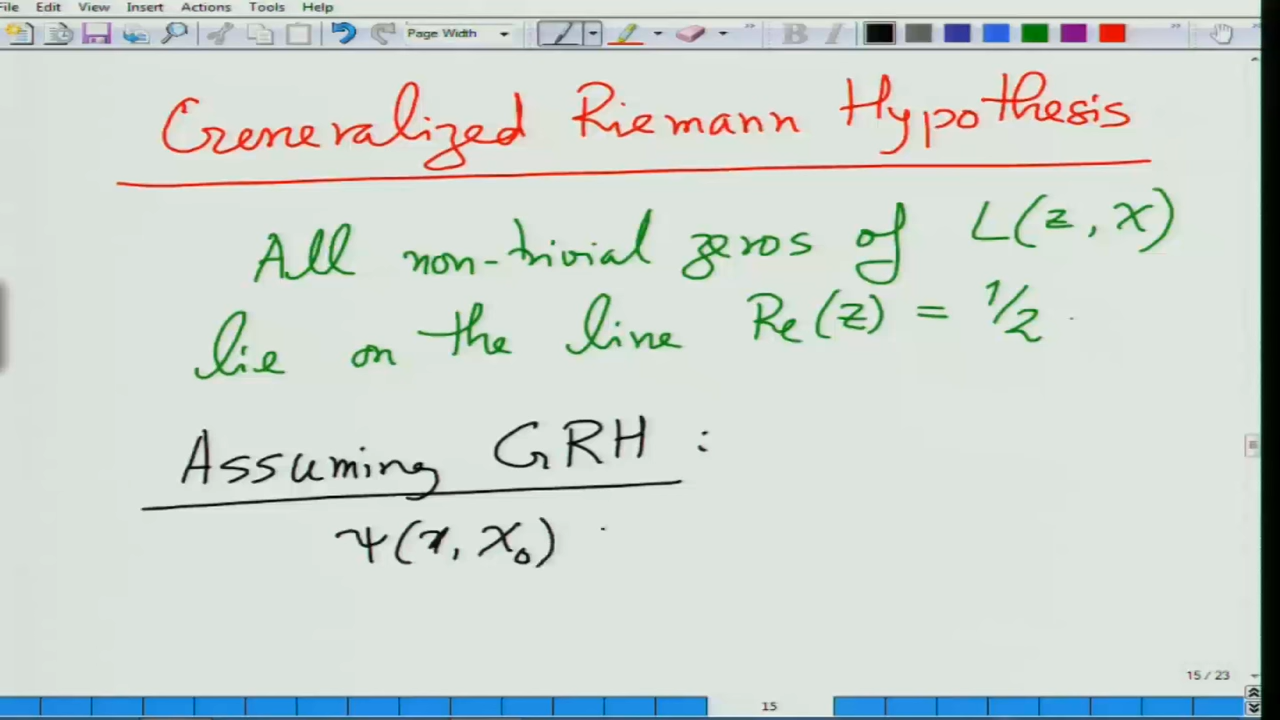 File Edit View Insert Actions Tools Help
Page Width B I
Generalized Riemann Hypothesis
All non-trivial zeros of L(z, χ)
lie on the line Re(z) = 1/2
Assuming GRH :
ψ(x, χ₀)
15 / 23
15